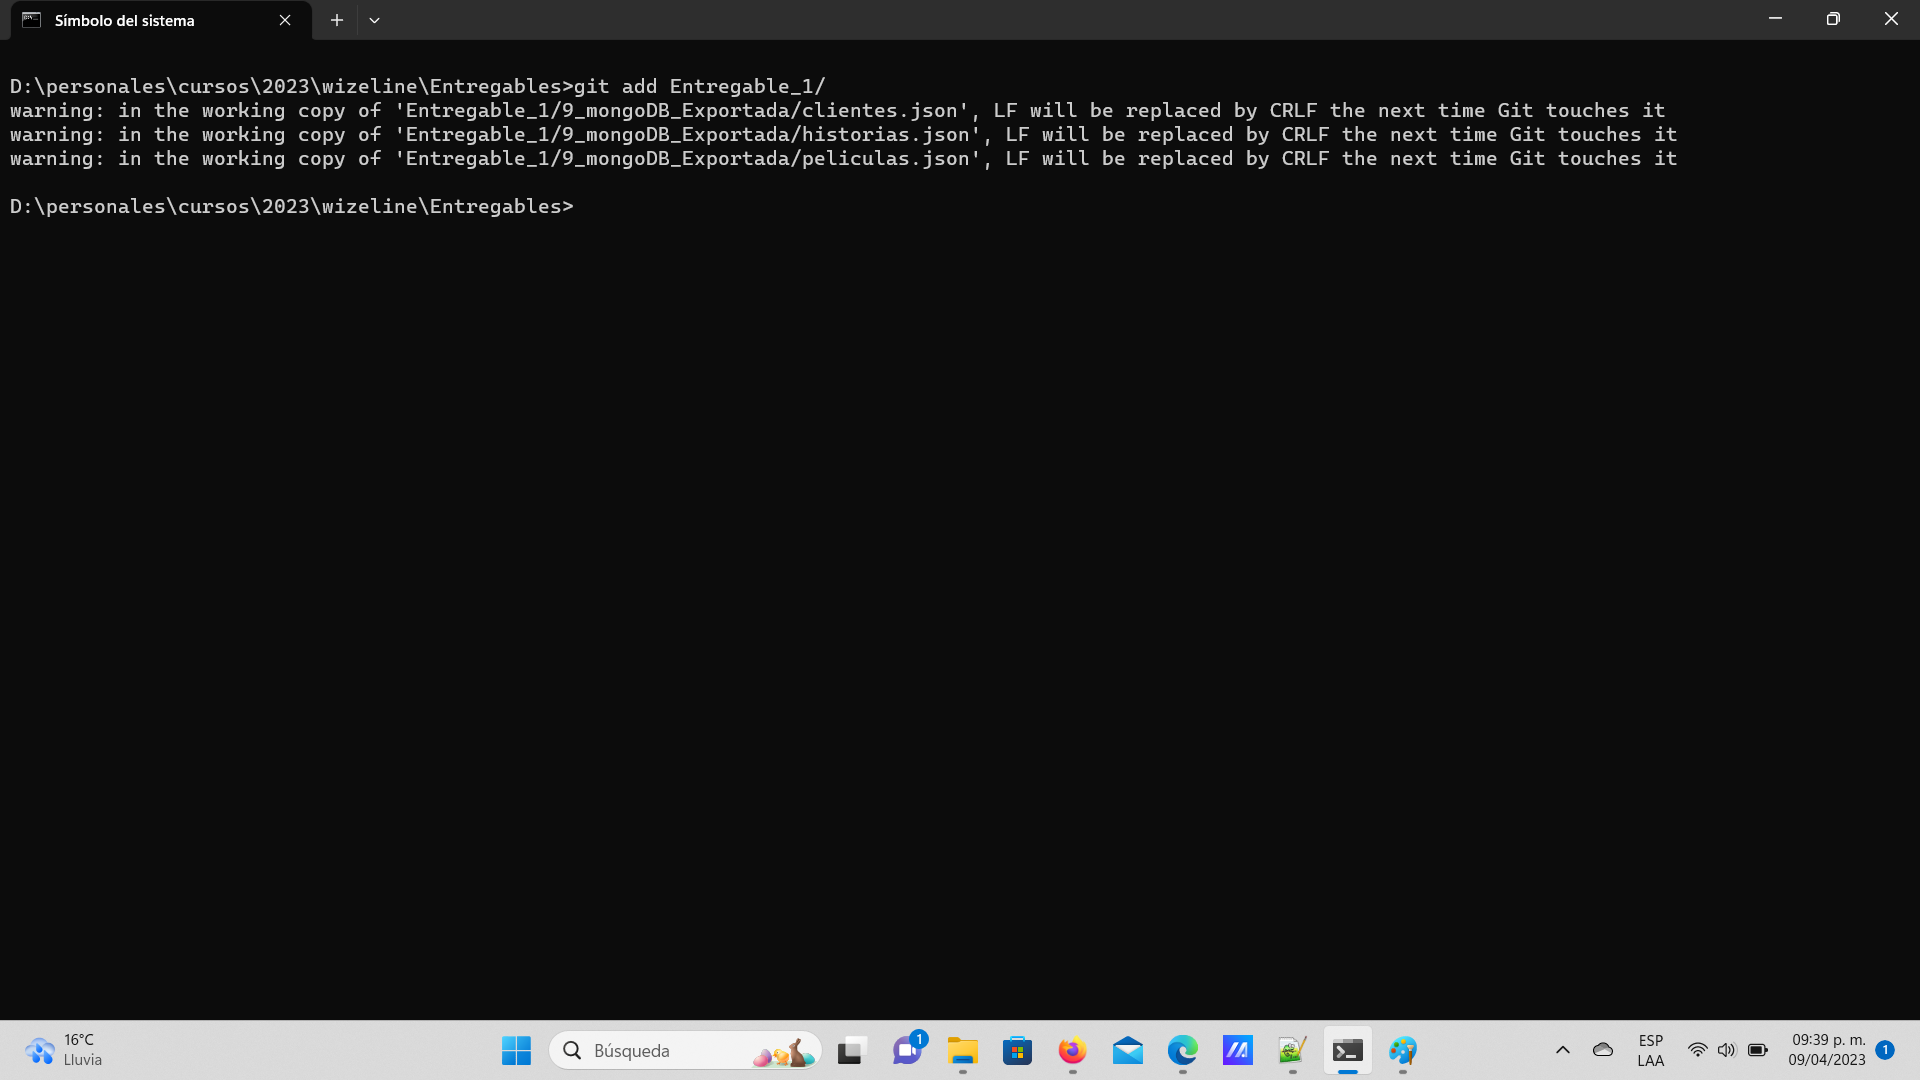 Símbolo del sistema
D:\personales\cursos\2023\wizeline\Entregables>git add Entregable_1/
warning: in the working copy of 'Entregable_1/9_mongoDB_Exportada/clientes.json', LF will be replaced by CRLF the next time Git touches it
warning: in the working copy of 'Entregable_1/9_mongoDB_Exportada/historias.json', LF will be replaced by CRLF the next time Git touches it
warning: in the working copy of 'Entregable_1/9_mongoDB_Exportada/peliculas.json', LF will be replaced by CRLF the next time Git touches it
D:\personales\cursos\2023\wizeline\Entregables>
16°C
Lluvia
Búsqueda
1
ESP
LAA
09:39 p. m.
09/04/2023
1